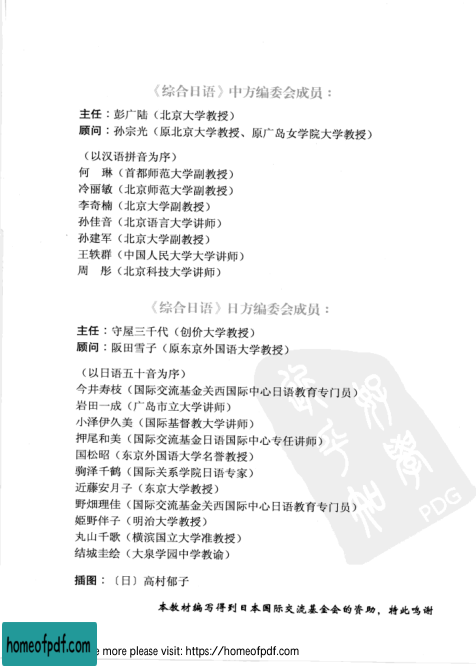 《综合日语》中方编委会成员：
主任：彭广陆（北京大学教授）
顾问：孙宗光（原北京大学教授、原广岛女学院大学教授）
（以汉语拼音为序）
何　琳（首都师范大学副教授）
冷丽敏（北京师范大学副教授）
李奇楠（北京大学副教授）
孙佳音（北京语言大学讲师）
孙建军（北京大学副教授）
王轶群（中国人民大学大学讲师）
周　彤（北京科技大学讲师）
《综合日语》日方编委会成员：
主任：守屋三千代（创价大学教授）
顾问：阪田雪子（原东京外国语大学教授）
（以日语五十音为序）
今井寿枝（国际交流基金关西国际中心日语教育专门员）
岩田一成（广岛市立大学讲师）
小泽伊久美（国际基督教大学讲师）
押尾和美（国际交流基金日语国际中心专任讲师）
国松昭（东京外国语大学名誉教授）
驹泽千鹤（国际关系学院日语专家）
近藤安月子（东京大学教授）
野畑理佳（国际交流基金关西国际中心日语教育专门员）
姬野伴子（明治大学教授）
丸山千歌（横滨国立大学准教授）
结城圭绘（大泉学园中学教谕）
插图：〔日〕高村郁子
本教材编写得到日本国际交流基金会的资助，特此鸣谢
PDG
homeofpdf.com
e more please visit: https://homeofpdf.com